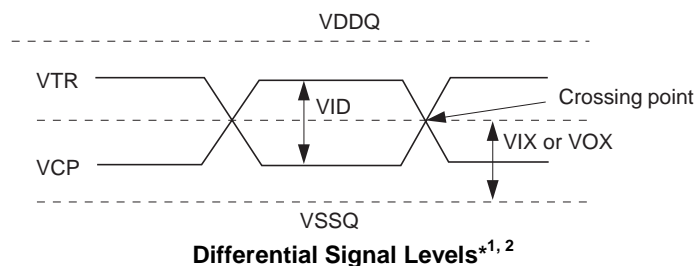 VDDQ
VTR
VID
Crossing point
VIX or VOX
VCP
VSSQ
Differential Signal Levels*1, 2